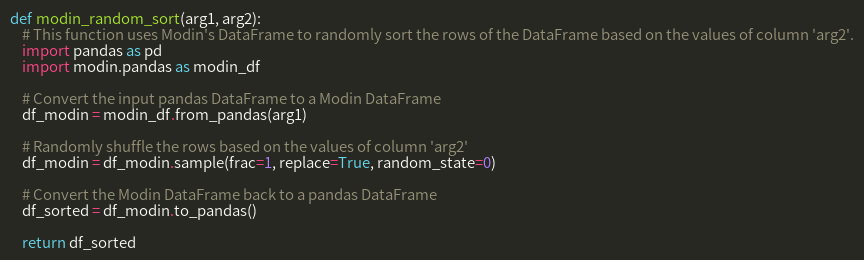 def modin_random_sort(arg1, arg2):
    # This function uses Modin's DataFrame to randomly sort the rows of the DataFrame based on the values of column 'arg2'.
    import pandas as pd
    import modin.pandas as modin_df

    # Convert the input pandas DataFrame to a Modin DataFrame
    df_modin = modin_df.from_pandas(arg1)

    # Randomly shuffle the rows based on the values of column 'arg2'
    df_modin = df_modin.sample(frac=1, replace=True, random_state=0)

    # Convert the Modin DataFrame back to a pandas DataFrame
    df_sorted = df_modin.to_pandas()

    return df_sorted